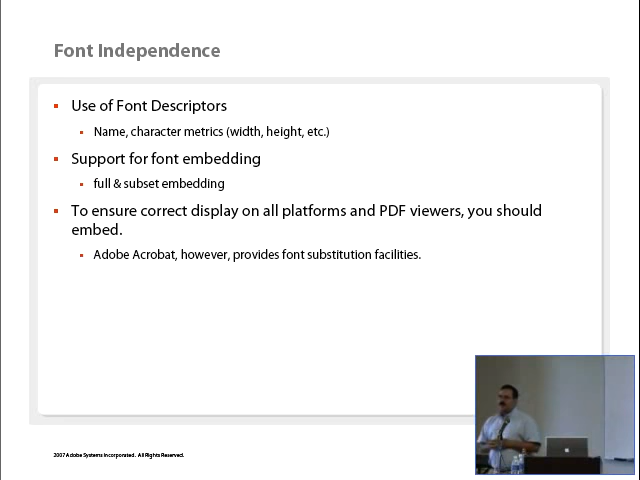 Font Independence
Use of Font Descriptors
Name, character metrics (width, height, etc.)
Support for font embedding
full & subset embedding
To ensure correct display on all platforms and PDF viewers, you should
embed.
Adobe Acrobat, however, provides font substitution facilities.
2007 Adobe Systems Incorporated. All Rights Reserved.